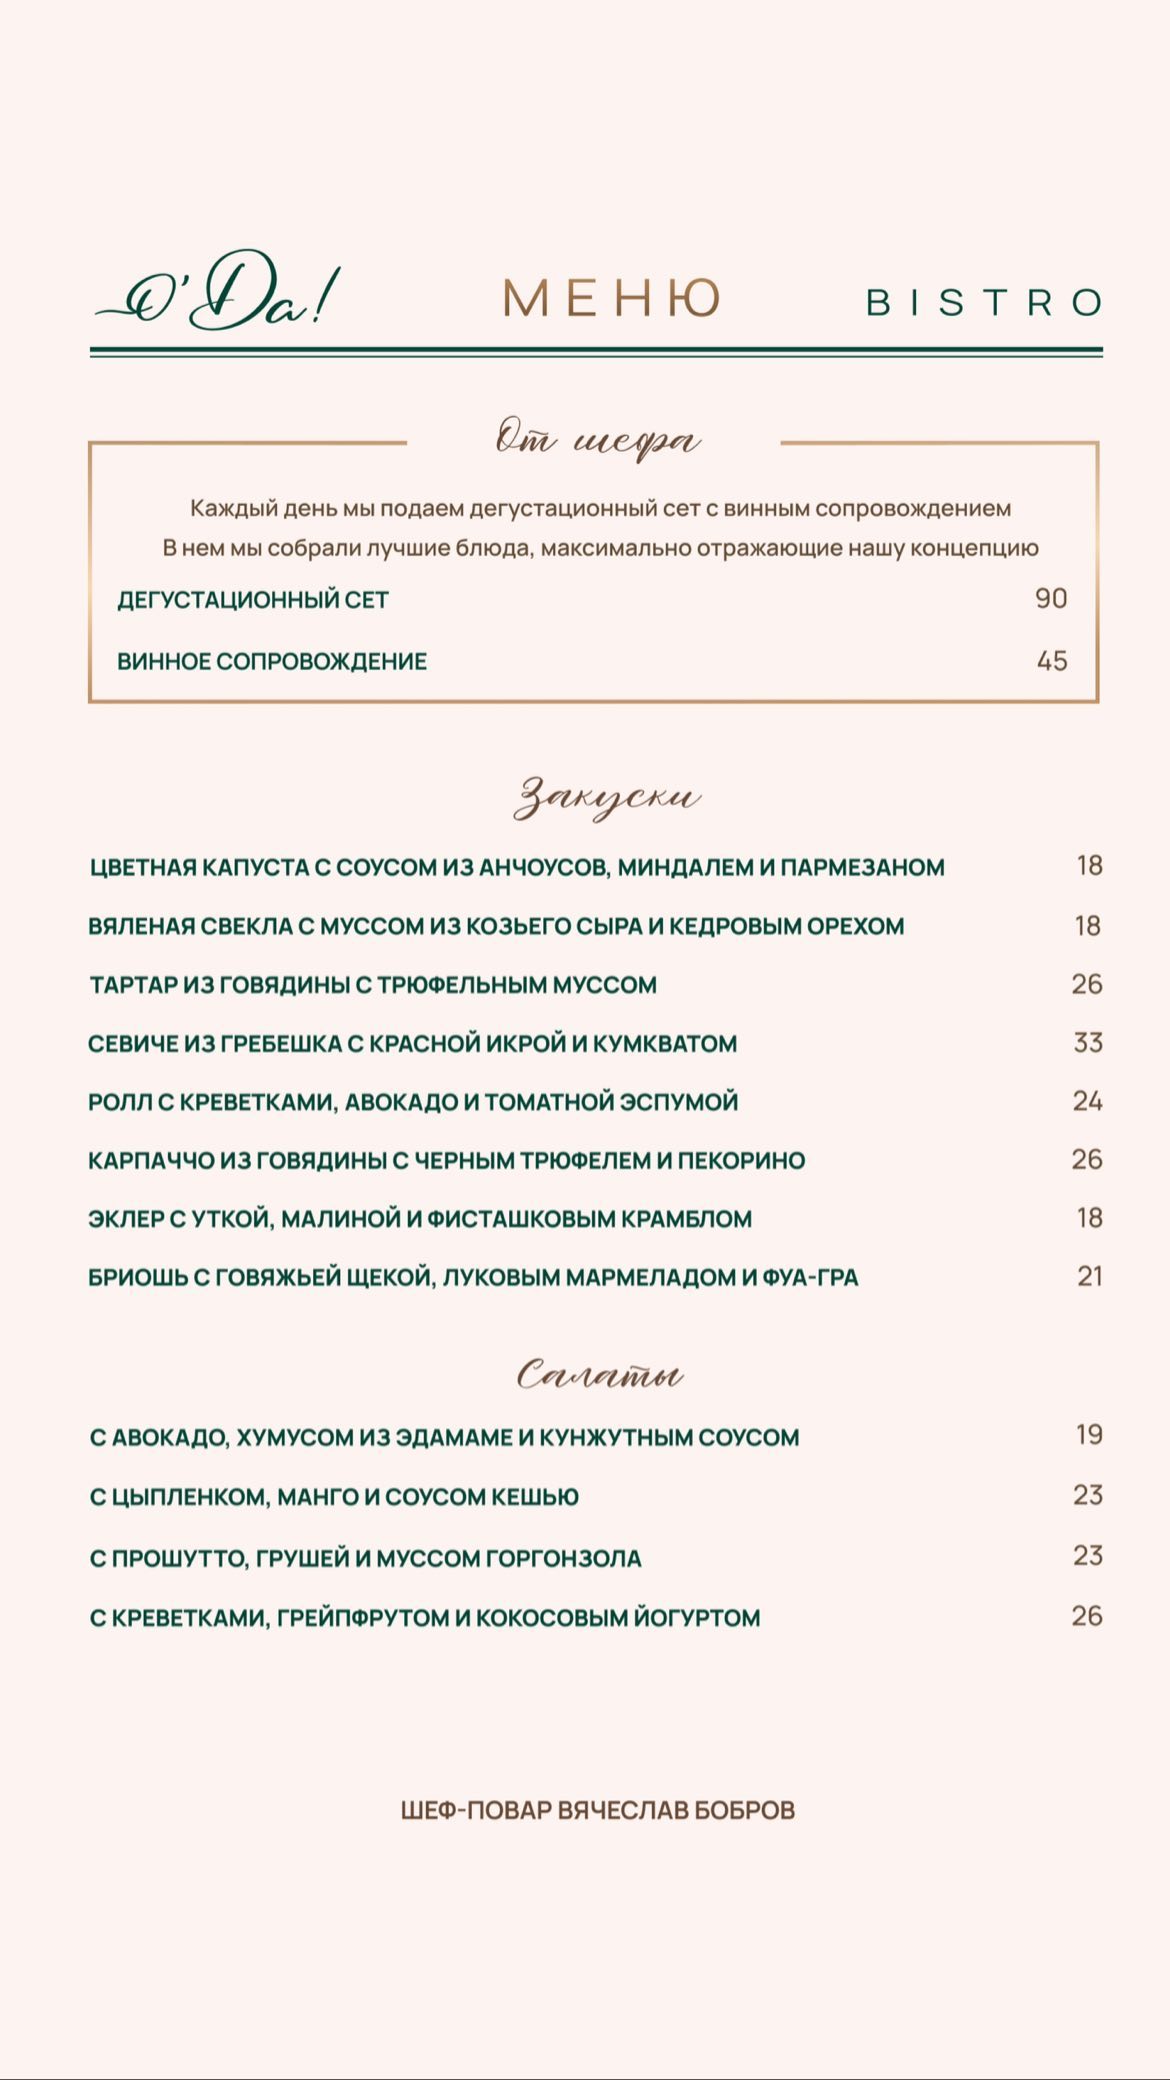 O'Da! МЕНЮ BISTRO
От шефа
Каждый день мы подаем дегустационный сет с винным сопровождением
В нем мы собрали лучшие блюда, максимально отражающие нашу концепцию
ДЕГУСТАЦИОННЫЙ СЕТ 90
ВИННОЕ СОПРОВОЖДЕНИЕ 45
Закуски
ЦВЕТНАЯ КАПУСТА С СОУСОМ ИЗ АНЧОУСОВ, МИНДАЛЕМ И ПАРМЕЗАНОМ 18
ВЯЛЕНАЯ СВЕКЛА С МУССОМ ИЗ КОЗЬЕГО СЫРА И КЕДРОВЫМ ОРЕХОМ 18
ТАРТАР ИЗ ГОВЯДИНЫ С ТРЮФЕЛЬНЫМ МУССОМ 26
СЕВИЧЕ ИЗ ГРЕБЕШКА С КРАСНОЙ ИКРОЙ И КУМКВАТОМ 33
РОЛЛ С КРЕВЕТКАМИ, АВОКАДО И ТОМАТНОЙ ЭСПУМОЙ 24
КАРПАЧЧО ИЗ ГОВЯДИНЫ С ЧЕРНЫМ ТРЮФЕЛЕМ И ПЕКОРИНО 26
ЭКЛЕР С УТКОЙ, МАЛИНОЙ И ФИСТАШКОВЫМ КРАМБЛОМ 18
БРИОШЬ С ГОВЯЖЬЕЙ ЩЕКОЙ, ЛУКОВЫМ МАРМЕЛАДОМ И ФУА-ГРА 21
Салаты
С АВОКАДО, ХУМУСОМ ИЗ ЭДАМАМЕ И КУНЖУТНЫМ СОУСОМ 19
С ЦЫПЛЕНКОМ, МАНГО И СОУСОМ КЕШЬЮ 23
С ПРОШУТТО, ГРУШЕЙ И МУССОМ ГОРГОНЗОЛА 23
С КРЕВЕТКАМИ, ГРЕЙПФРУТОМ И КОКОСОВЫМ ЙОГУРТОМ 26
ШЕФ-ПОВАР ВЯЧЕСЛАВ БОБРОВ